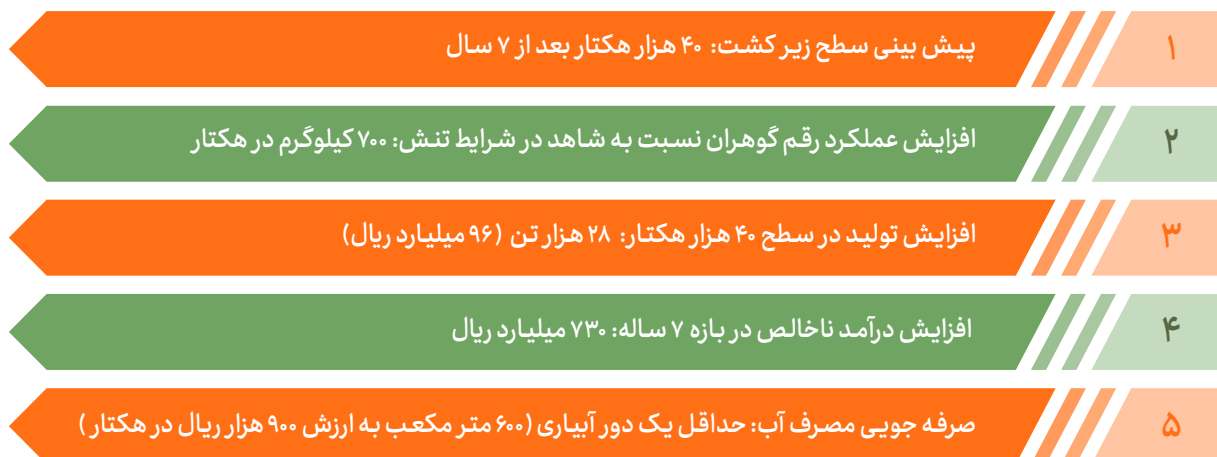 ۱ پیش بینی سطح زیر کشت: ۴۰ هزار هکتار بعد از ۷ سال
۲ افزایش عملکرد رقم گوهران نسبت به شاهد در شرایط تنش: ۷۰۰ کیلوگرم در هکتار
۳ افزایش تولید در سطح ۴۰ هزار هکتار: ۲۸ هزار تن (۹۶ میلیارد ریال)
۴ افزایش درآمد ناخالص در بازه ۷ ساله: ۷۳۰ میلیارد ریال
۵ صرفه جویی مصرف آب: حداقل یک دور آبیاری (۶۰۰ متر مکعب به ارزش ۹۰۰ هزار ریال در هکتار )